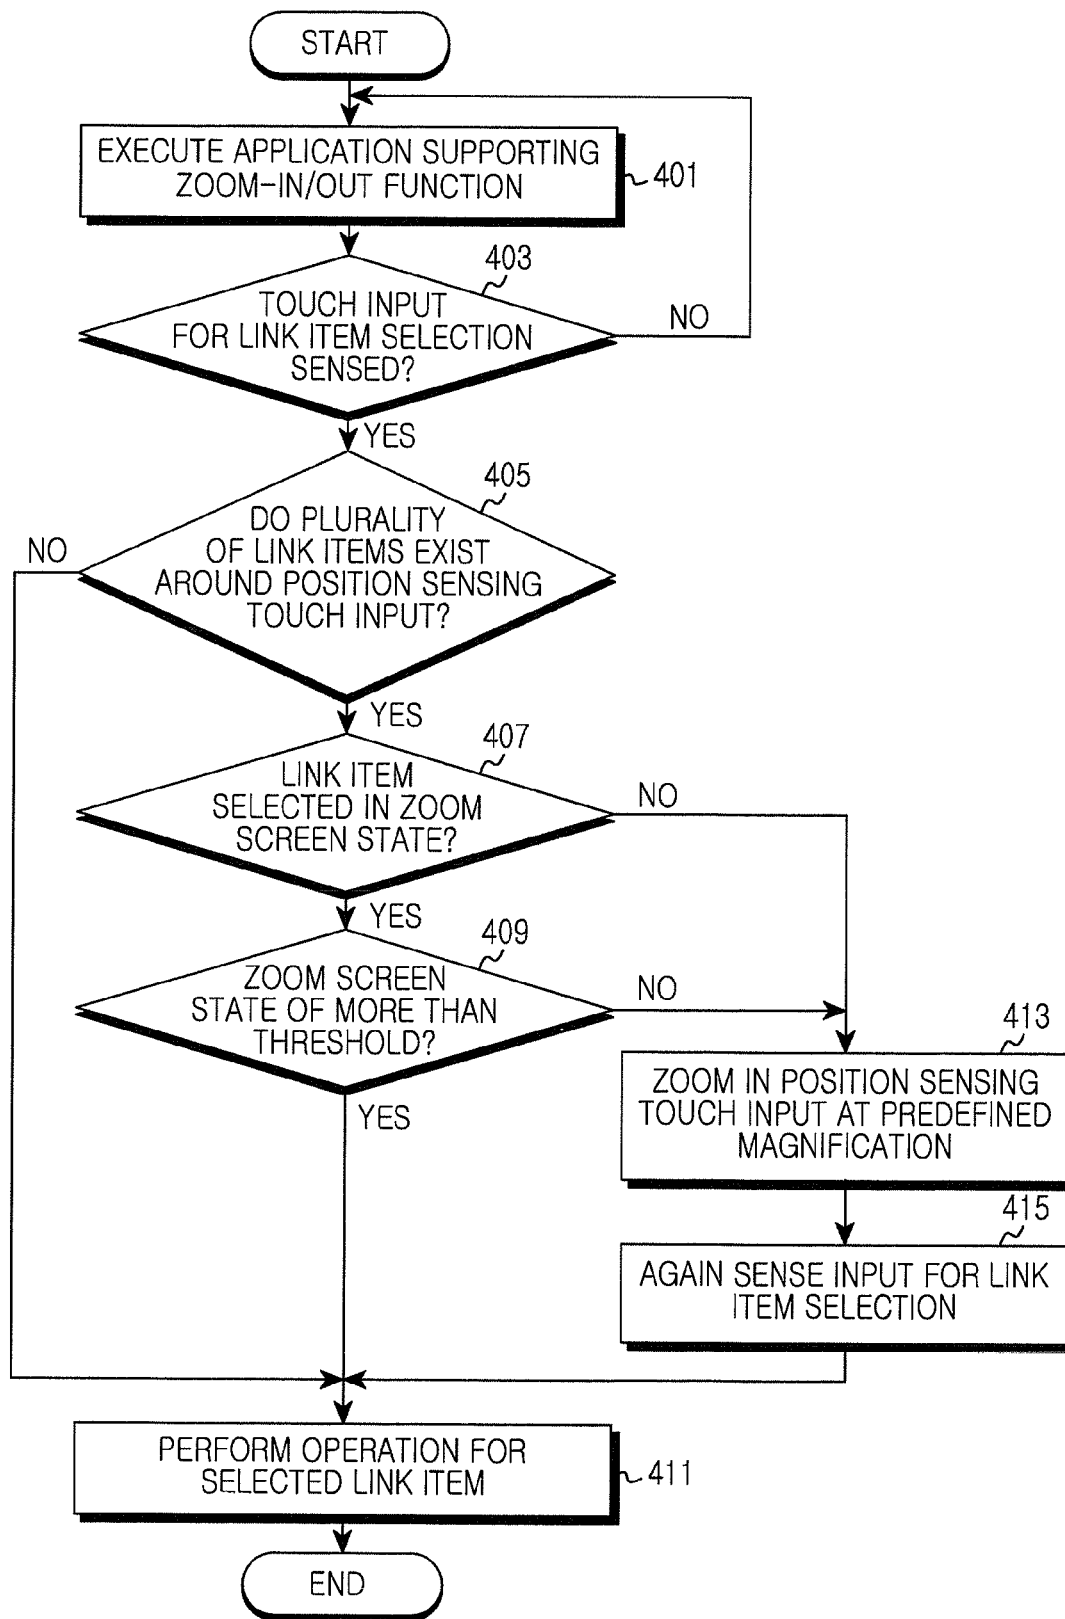 START
EXECUTE APPLICATION SUPPORTING
ZOOM-IN/OUT FUNCTION
401
403
TOUCH INPUT
FOR LINK ITEM SELECTION
SENSED?
NO
YES
405
DO PLURALITY
OF LINK ITEMS EXIST
AROUND POSITION SENSING
TOUCH INPUT?
NO
YES
407
LINK ITEM
SELECTED IN ZOOM
SCREEN STATE?
NO
YES
409
ZOOM SCREEN
STATE OF MORE THAN
THRESHOLD?
NO
YES
413
ZOOM IN POSITION SENSING
TOUCH INPUT AT PREDEFINED
MAGNIFICATION
415
AGAIN SENSE INPUT FOR LINK
ITEM SELECTION
PERFORM OPERATION FOR
SELECTED LINK ITEM
411
END